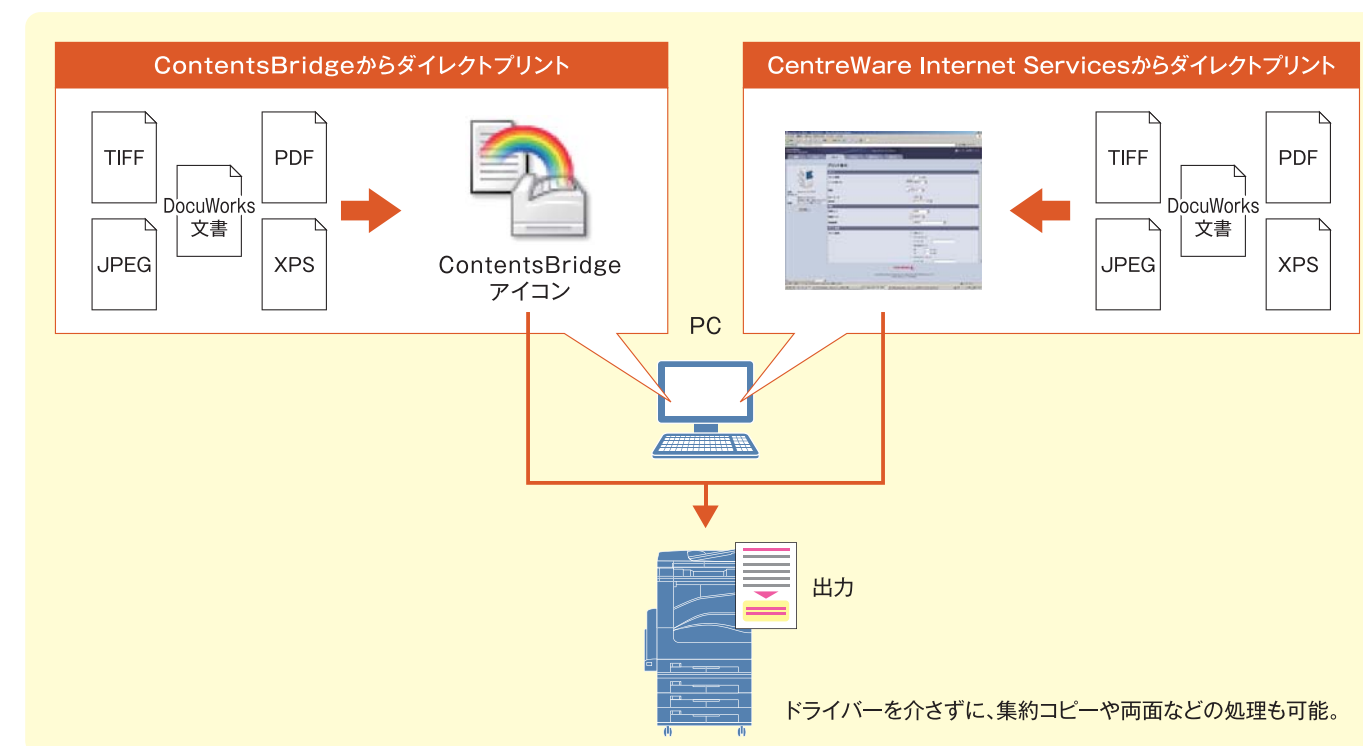 ContentsBridgeからダイレクトプリント
TIFF
PDF
DocuWorks
文書
JPEG
XPS
ContentsBridge
アイコン
CentreWare Internet Servicesからダイレクトプリント
TIFF
PDF
DocuWorks
文書
JPEG
XPS
PC
出力
ドライバーを介さずに、集約コピーや両面などの処理も可能。